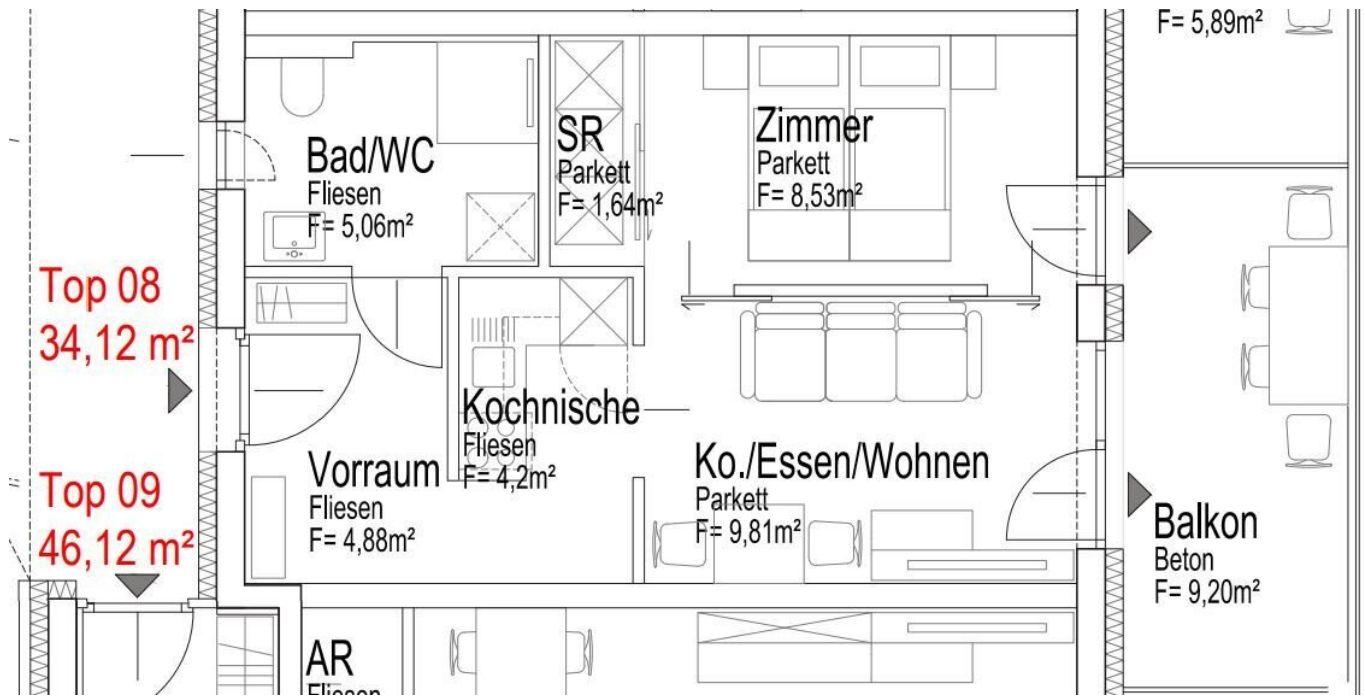 F= 5,89m²
Bad/WC
Fliesen
F= 5,06m²
SR
Parkett
F= 1,64m²
Zimmer
Parkett
F= 8,53m²
Top 08
34,12 m²
Kochnische
Fliesen
F= 4,2m²
Vorraum
Fliesen
F= 4,88m²
Ko./Essen/Wohnen
Parkett
F= 9,81m²
Top 09
46,12 m²
Balkon
Beton
F= 9,20m²
AR
Fliesen